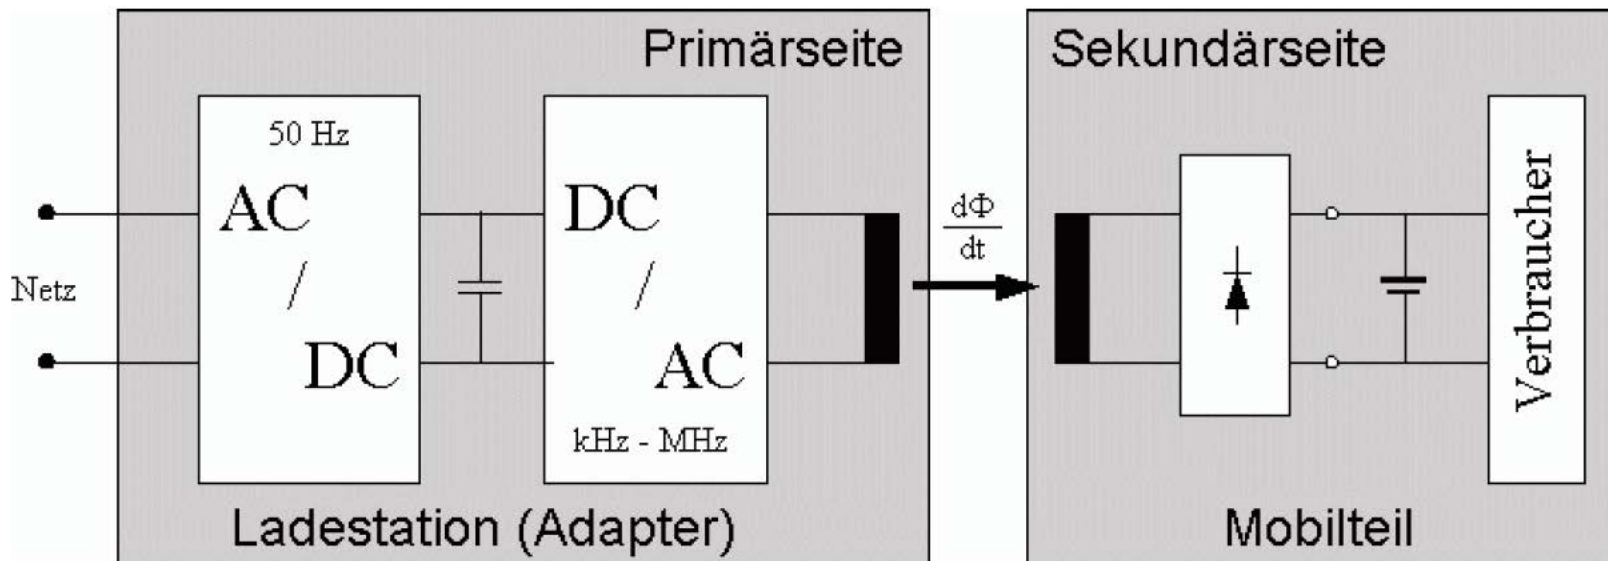 Primärseite
Sekundärseite
50 Hz
AC
/
DC
DC
/
AC
kHz - MHz
Netz
dΦ
dt
Verbraucher
Ladestation (Adapter)
Mobilteil